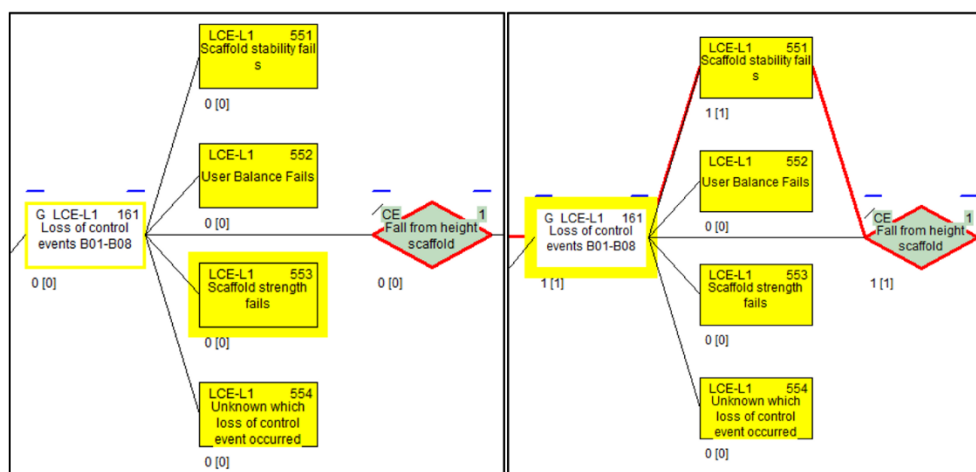 LCE-L1 551
Scaffold stability fail
s
0 [0]
LCE-L1 552
User Balance Fails
0 [0]
G LCE-L1 161
Loss of control
events B01-B08
0 [0]
CE 1
Fall from height
scaffold
0 [0]
LCE-L1 553
Scaffold strength
fails
0 [0]
LCE-L1 554
Unknown which
loss of control
event occurred
0 [0]
LCE-L1 551
Scaffold stability fail
s
1 [1]
LCE-L1 552
User Balance Fails
0 [0]
G LCE-L1 161
Loss of control
events B01-B08
1 [1]
CE 1
Fall from height
scaffold
1 [1]
LCE-L1 553
Scaffold strength
fails
0 [0]
LCE-L1 554
Unknown which
loss of control
event occurred
0 [0]